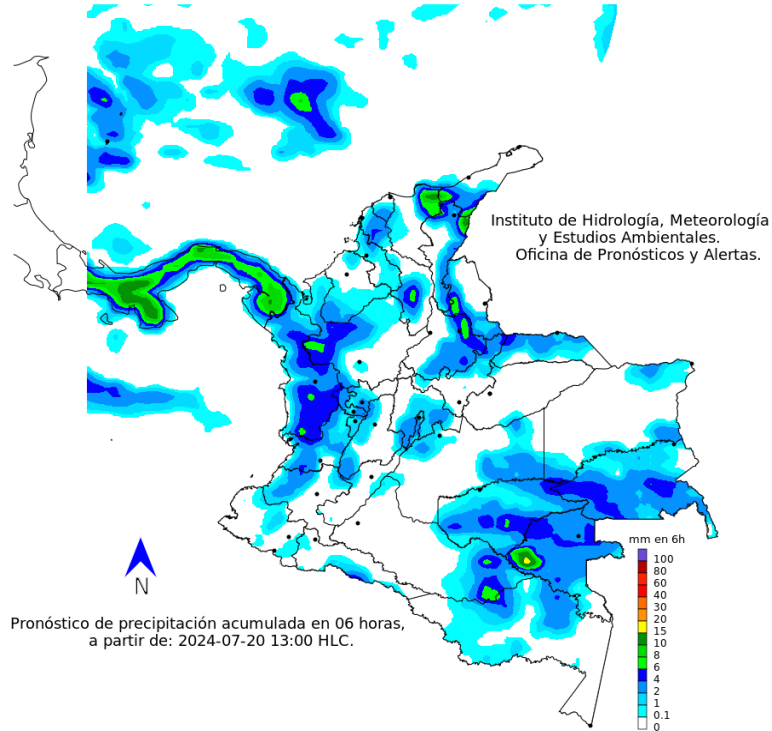 Instituto de Hidrología, Meteorología
y Estudios Ambientales.
Oficina de Pronósticos y Alertas.
mm en 6h
100
80
60
40
30
20
15
10
8
6
4
2
1
0.1
0
N
Pronóstico de precipitación acumulada en 06 horas,
a partir de: 2024-07-20 13:00 HLC.